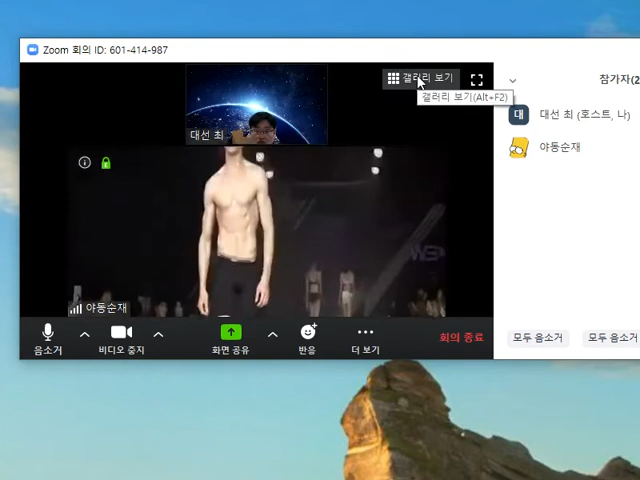 Zoom 회의 ID: 601-414-987
갤러리 보기
갤러리 보기(Alt+F2)
대선 최
참가자(2
대
대선 최 (호스트, 나)
야동순재
야동순재
음소거
비디오 중지
화면 공유
반응
더 보기
회의 종료
모두 음소거
모두 음소거